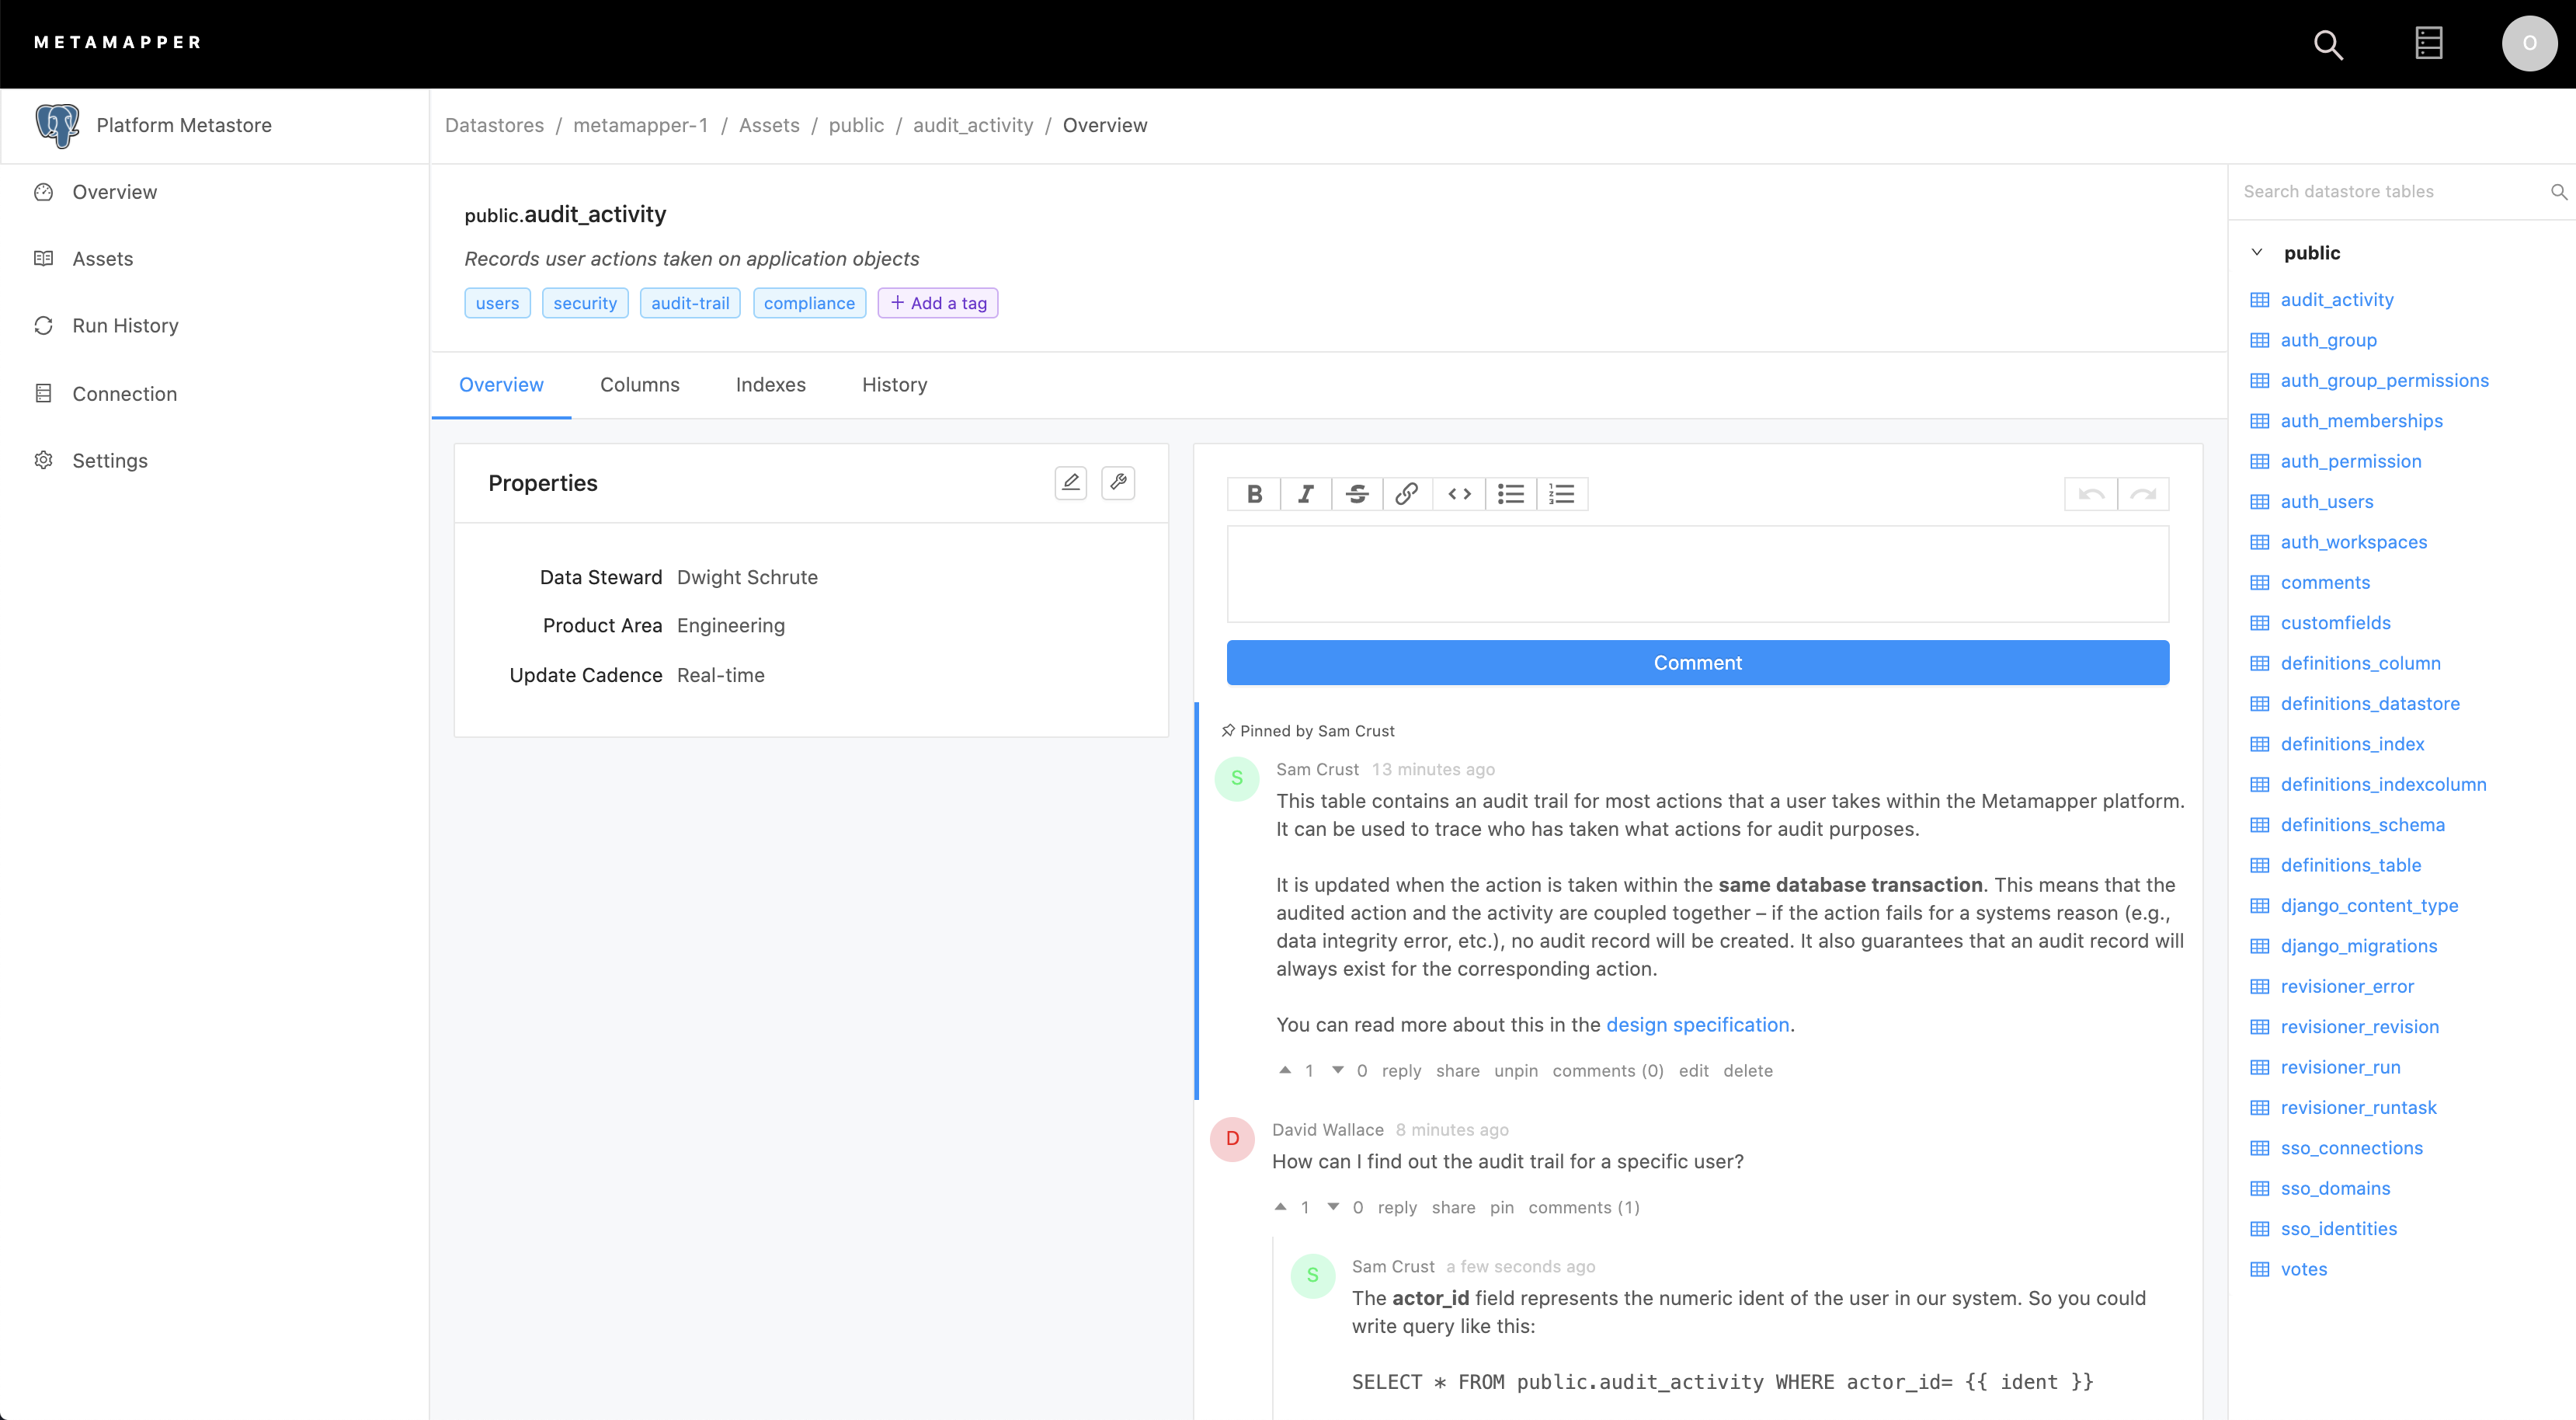 METAMAPPER
O
Platform Metastore
Datastores / metamapper-1 / Assets / public / audit_activity / Overview
Overview
Assets
Run History
Connection
Settings
public.audit_activity
Records user actions taken on application objects
users security audit-trail compliance + Add a tag
Overview Columns Indexes History
Properties
Data Steward Dwight Schrute
Product Area Engineering
Update Cadence Real-time
B I S
Comment
Pinned by Sam Crust
S
Sam Crust 13 minutes ago
This table contains an audit trail for most actions that a user takes within the Metamapper platform.
It can be used to trace who has taken what actions for audit purposes.
It is updated when the action is taken within the same database transaction. This means that the
audited action and the activity are coupled together – if the action fails for a systems reason (e.g.,
data integrity error, etc.), no audit record will be created. It also guarantees that an audit record will
always exist for the corresponding action.
You can read more about this in the design specification.
1 0 reply share unpin comments (0) edit delete
D
David Wallace 8 minutes ago
How can I find out the audit trail for a specific user?
1 0 reply share pin comments (1)
S
Sam Crust a few seconds ago
The actor_id field represents the numeric ident of the user in our system. So you could
write query like this:
SELECT * FROM public.audit_activity WHERE actor_id= {{ ident }}
Search datastore tables
public
audit_activity
auth_group
auth_group_permissions
auth_memberships
auth_permission
auth_users
auth_workspaces
comments
customfields
definitions_column
definitions_datastore
definitions_index
definitions_indexcolumn
definitions_schema
definitions_table
django_content_type
django_migrations
revisioner_error
revisioner_revision
revisioner_run
revisioner_runtask
sso_connections
sso_domains
sso_identities
votes